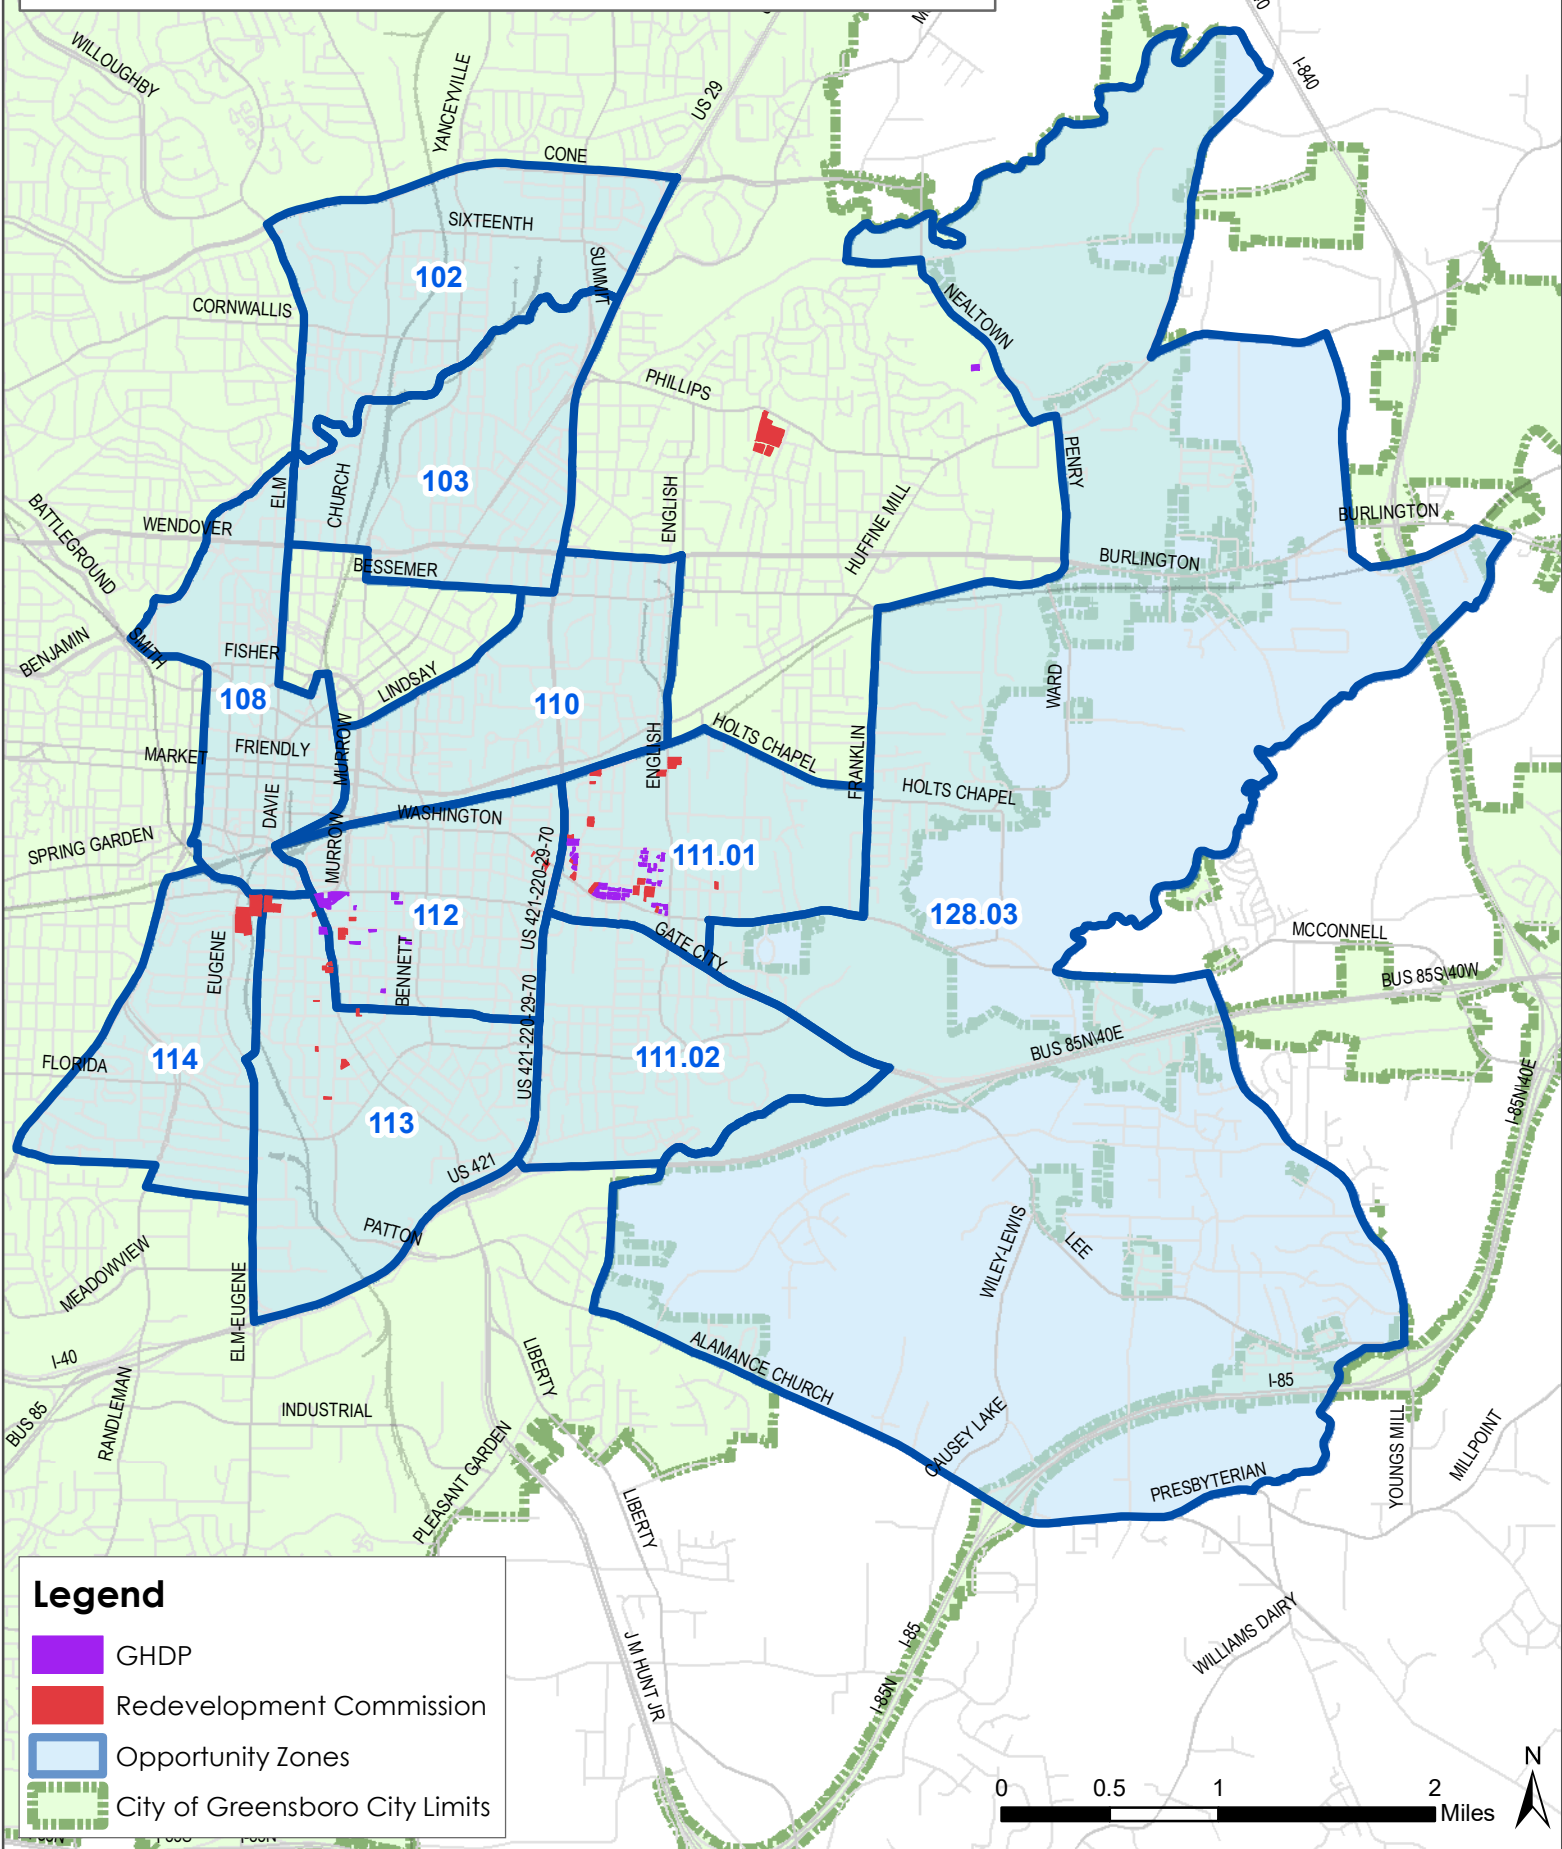 WILLOUGHBY
YANCEYVILLE
US 29
I-840
CONE
SIXTEENTH
SUMMIT
102
CORNWALLIS
NEALTOWN
PHILLIPS
103
ELM
CHURCH
ENGLISH
HUFFINE MILL
PENRY
BATTLEGROUND
WENDOVER
BURLINGTON
BURLINGTON
BESSEMER
BENJAMIN
SMITH
FISHER
LINDSAY
108
110
WARD
MURROW
MARKET
FRIENDLY
ENGLISH
HOLTS CHAPEL
FRANKLIN
HOLTS CHAPEL
DAVIE
WASHINGTON
SPRING GARDEN
MURROW
US 421-220-29-70
111.01
112
128.03
GATE CITY
MCCONNELL
BUS 85S\40W
EUGENE
BENNETT
US 421-220-29-70
BUS 85N\40E
FLORIDA
114
111.02
I-85N\40E
113
US 421
PATTON
WILEY-LEWIS
LEE
MEADOWVIEW
ELM-EUGENE
I-40
LIBERTY
ALAMANCE CHURCH
I-85
BUS 85
RANDLEMAN
INDUSTRIAL
PLEASANT GARDEN
CAUSEY LAKE
YOUNGS MILL
MILLPOINT
PRESBYTERIAN
LIBERTY
WILLIAMS DAIRY
J M HUNT JR
I-85
I-85N
Legend
GHDP
Redevelopment Commission
Opportunity Zones
City of Greensboro City Limits
N
0 0.5 1 2
Miles